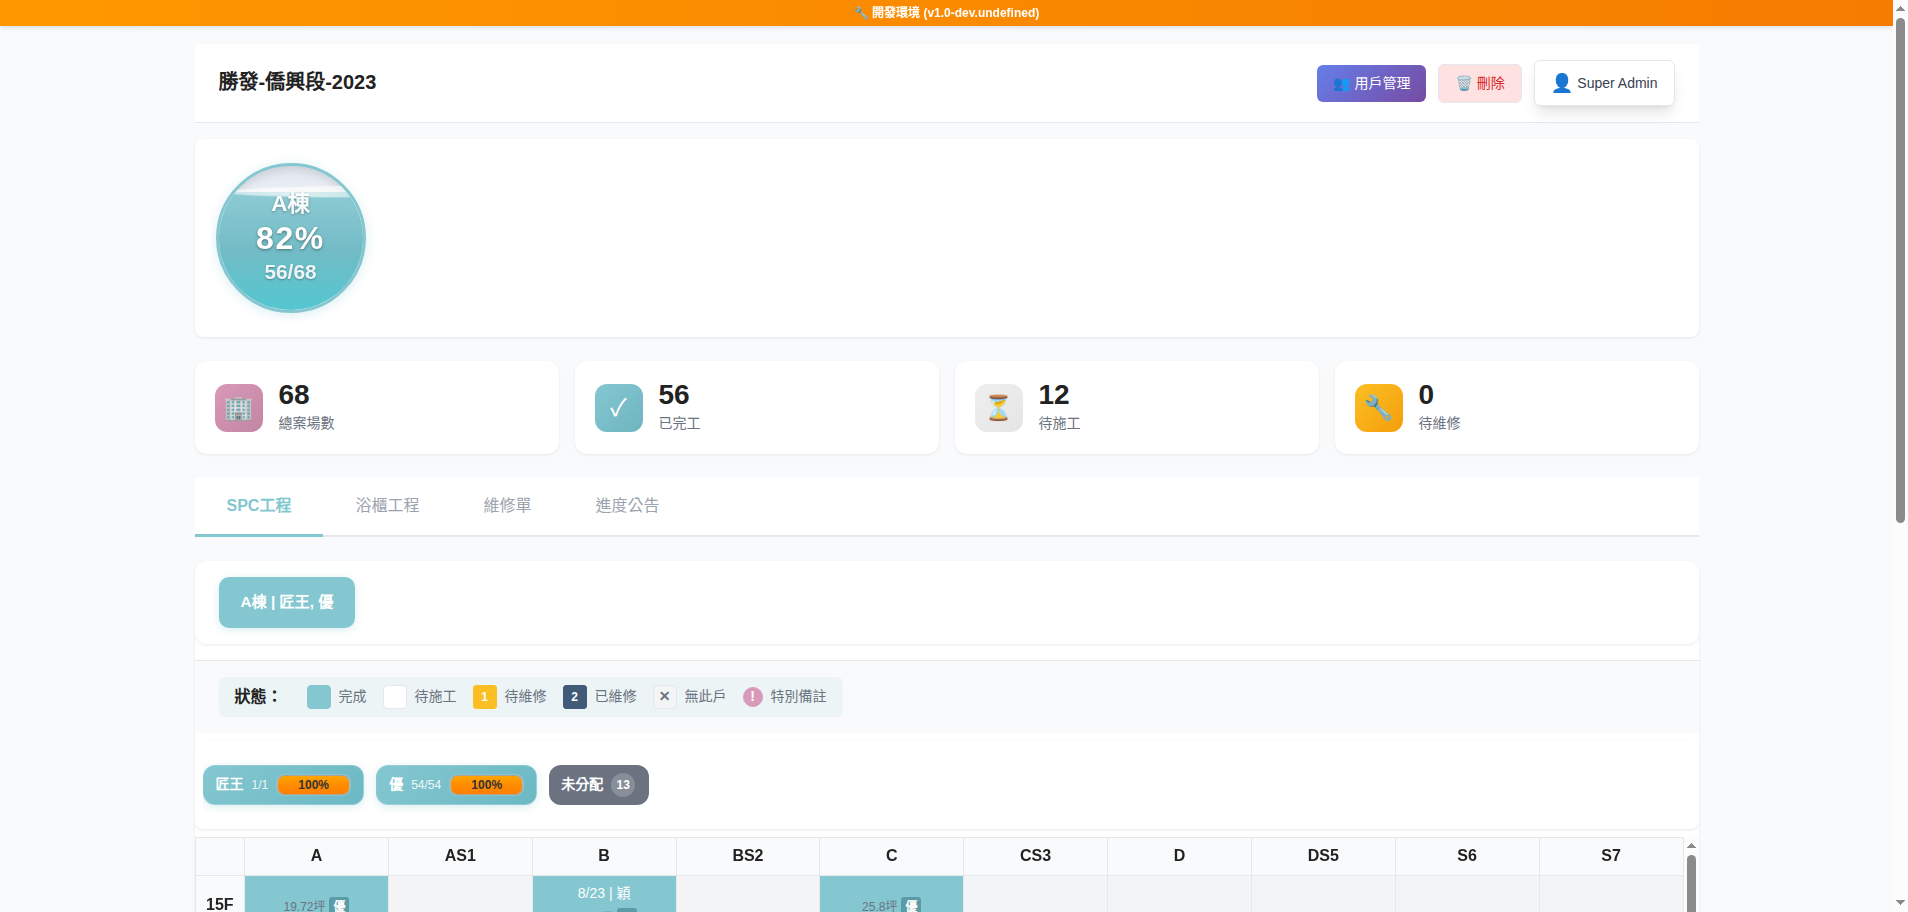 🔧 開發環境 (v1.0-dev.undefined)
勝發-僑興段-2023
👥 用戶管理
🗑️ 刪除
👤 Super Admin
A棟
82%
56/68
68
總案場數
✓
56
已完工
12
待施工
0
待維修
SPC工程 浴櫃工程 維修單 進度公告
A棟 | 匠王, 優
狀態： 完成 待施工 1 待維修 2 已維修 ✕ 無此戶 ! 特別備註
匠王 1/1 100% 優 54/54 100% 未分配 13
A AS1 B BS2 C CS3 D DS5 S6 S7
8/23 | 穎
15F 19.72坪 優 25.8坪 優